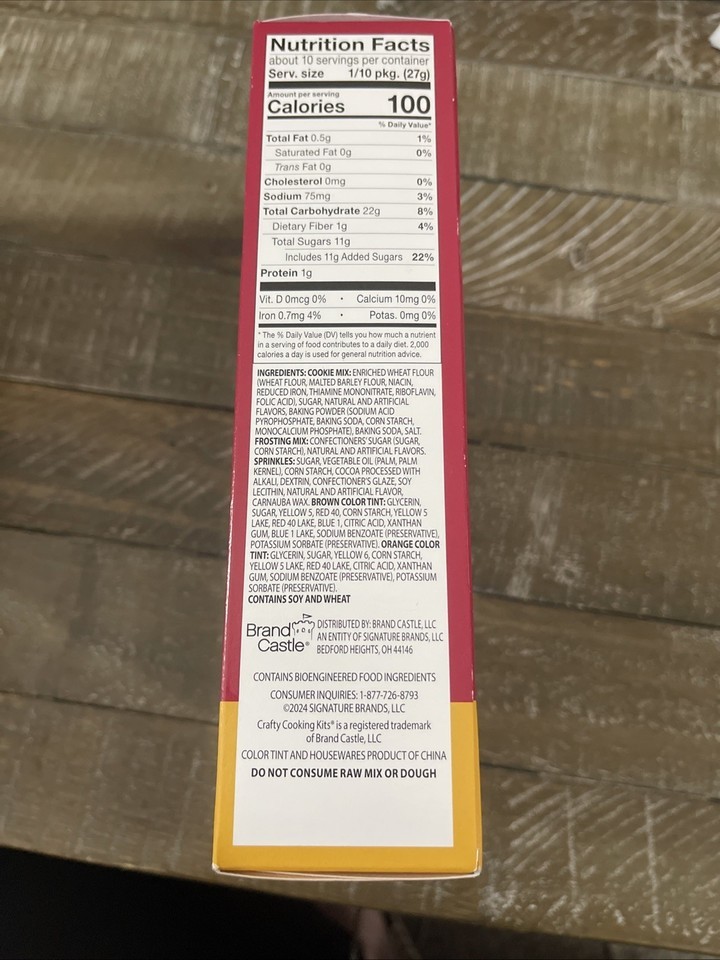 Nutrition Facts
about 10 servings per container
Serv. size 1/10 pkg. (27g)
Amount per serving
Calories 100
% Daily Value*
Total Fat 0.5g 1%
Saturated Fat 0g 0%
Trans Fat 0g
Cholesterol 0mg 0%
Sodium 75mg 3%
Total Carbohydrate 22g 8%
Dietary Fiber 1g 4%
Total Sugars 11g
Includes 11g Added Sugars 22%
Protein 1g
Vit. D 0mcg 0% • Calcium 10mg 0%
Iron 0.7mg 4% • Potas. 0mg 0%
* The % Daily Value (DV) tells you how much a nutrient
in a serving of food contributes to a daily diet. 2,000
calories a day is used for general nutrition advice.
INGREDIENTS: COOKIE MIX: ENRICHED WHEAT FLOUR
(WHEAT FLOUR, MALTED BARLEY FLOUR, NIACIN,
REDUCED IRON, THIAMINE MONONITRATE, RIBOFLAVIN,
FOLIC ACID), SUGAR, NATURAL AND ARTIFICIAL
FLAVORS, BAKING POWDER (SODIUM ACID
PYROPHOSPHATE, BAKING SODA, CORN STARCH,
MONOCALCIUM PHOSPHATE), BAKING SODA, SALT.
FROSTING MIX: CONFECTIONERS' SUGAR (SUGAR,
CORN STARCH), NATURAL AND ARTIFICIAL FLAVORS.
SPRINKLES: SUGAR, VEGETABLE OIL (PALM, PALM
KERNEL), CORN STARCH, COCOA PROCESSED WITH
ALKALI, DEXTRIN, CONFECTIONER'S GLAZE, SOY
LECITHIN, NATURAL AND ARTIFICIAL FLAVOR,
CARNAUBA WAX. BROWN COLOR TINT: GLYCERIN,
SUGAR, YELLOW 5, RED 40, CORN STARCH, YELLOW 5
LAKE, RED 40 LAKE, BLUE 1, CITRIC ACID, XANTHAN
GUM, BLUE 1 LAKE, SODIUM BENZOATE (PRESERVATIVE),
POTASSIUM SORBATE (PRESERVATIVE). ORANGE COLOR
TINT: GLYCERIN, SUGAR, YELLOW 6, CORN STARCH,
YELLOW 5 LAKE, RED 40 LAKE, CITRIC ACID, XANTHAN
GUM, SODIUM BENZOATE (PRESERVATIVE), POTASSIUM
SORBATE (PRESERVATIVE).
CONTAINS SOY AND WHEAT
Brand
Castle®
DISTRIBUTED BY: BRAND CASTLE, LLC
AN ENTITY OF SIGNATURE BRANDS, LLC
BEDFORD HEIGHTS, OH 44146
CONTAINS BIOENGINEERED FOOD INGREDIENTS
CONSUMER INQUIRIES: 1-877-726-8793
©2024 SIGNATURE BRANDS, LLC
Crafty Cooking Kits® is a registered trademark
of Brand Castle, LLC
COLOR TINT AND HOUSEWARES PRODUCT OF CHINA
DO NOT CONSUME RAW MIX OR DOUGH